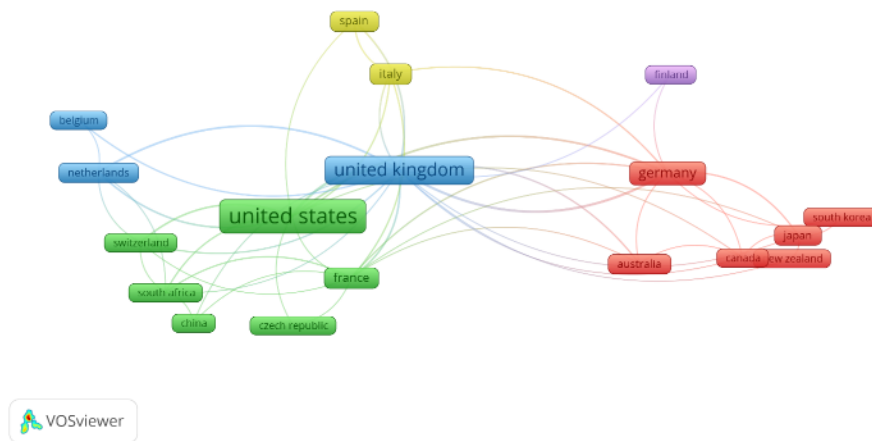 spain
italy
finland
belgium
united kingdom
netherlands
germany
united states
south korea
japan
switzerland
canada
ew zealand
australia
france
south africa
china
czech republic
VOSviewer